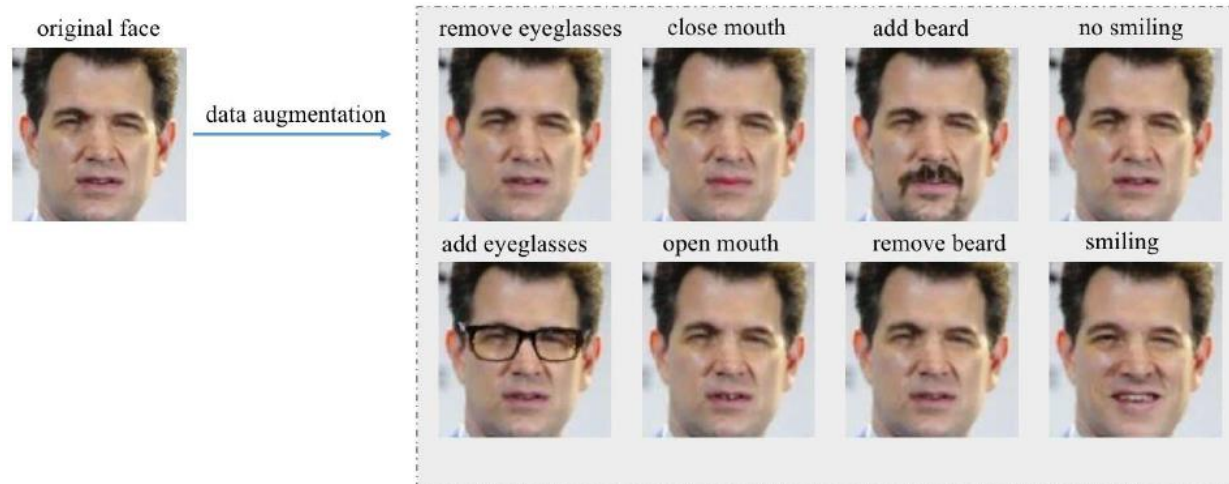 original face
data augmentation
remove eyeglasses
close mouth
add beard
no smiling
add eyeglasses
open mouth
remove beard
smiling